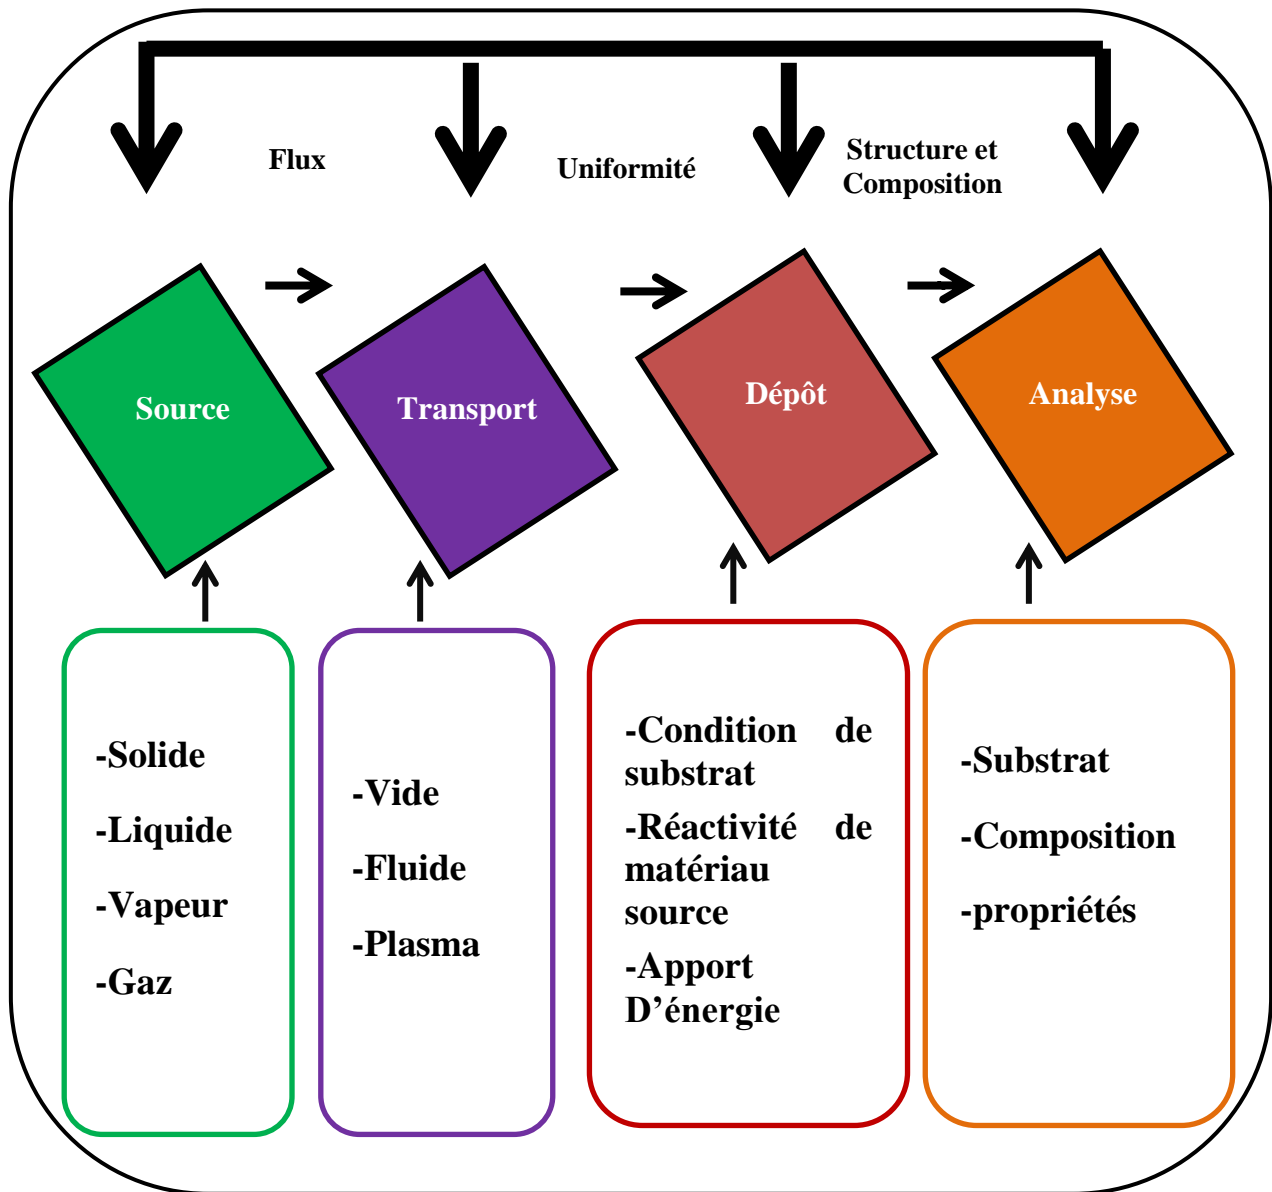 Flux
Uniformité
Structure et
Composition
Source
Transport
Dépôt
Analyse
-Solide
-Liquide
-Vapeur
-Gaz
-Vide
-Fluide
-Plasma
-Condition de
substrat
-Réactivité de
matériau
source
-Apport
D’énergie
-Substrat
-Composition
-propriétés